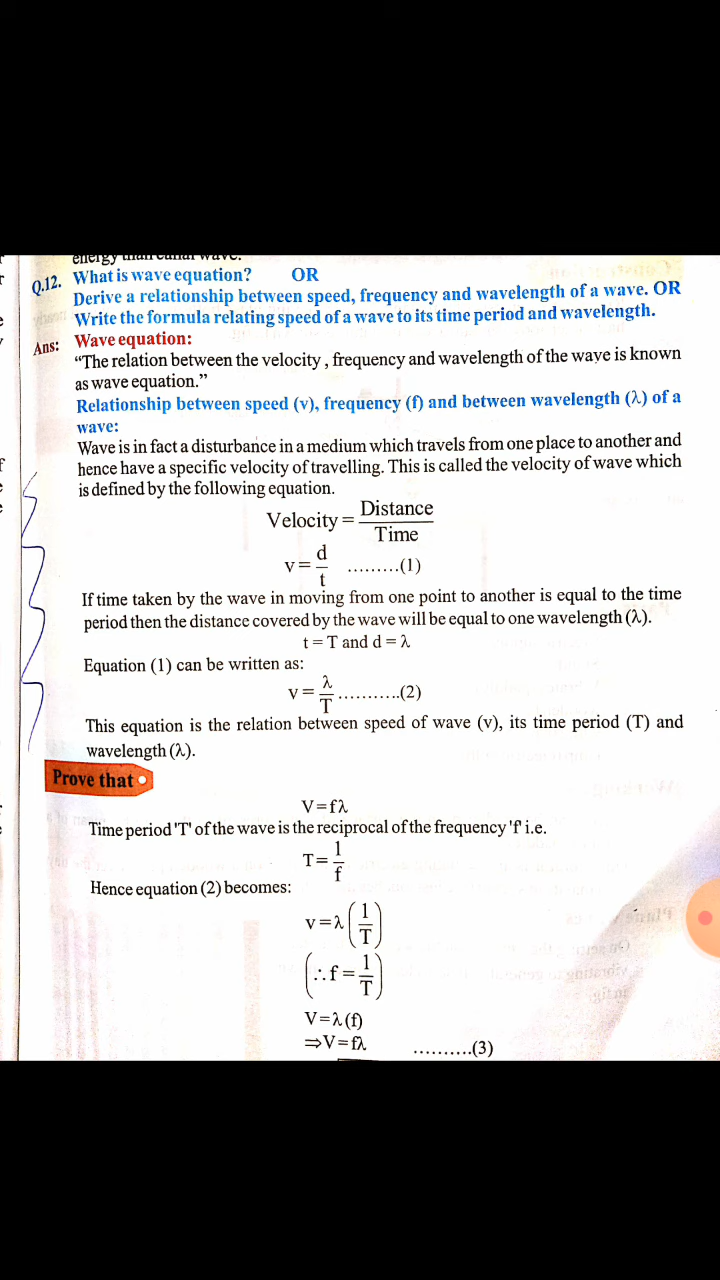 energy than canal wave.
Q.12. What is wave equation? OR
Derive a relationship between speed, frequency and wavelength of a wave. OR
Write the formula relating speed of a wave to its time period and wavelength.
Ans: Wave equation:
“The relation between the velocity , frequency and wavelength of the wave is known
as wave equation.”
Relationship between speed (v), frequency (f) and between wavelength (λ) of a
wave:
Wave is in fact a disturbance in a medium which travels from one place to another and
hence have a specific velocity of travelling. This is called the velocity of wave which
is defined by the following equation.
Velocity = Distance / Time
v = d / t .........(1)
If time taken by the wave in moving from one point to another is equal to the time
period then the distance covered by the wave will be equal to one wavelength (λ).
t = T and d = λ
Equation (1) can be written as:
v = λ / T ..........(2)
This equation is the relation between speed of wave (v), its time period (T) and
wavelength (λ).
Prove that
V = fλ
Time period 'T' of the wave is the reciprocal of the frequency 'f' i.e.
T = 1 / f
Hence equation (2) becomes:
v = λ (1 / T)
(∴ f = 1 / T)
V = λ (f)
⇒ V = fλ ..........(3)